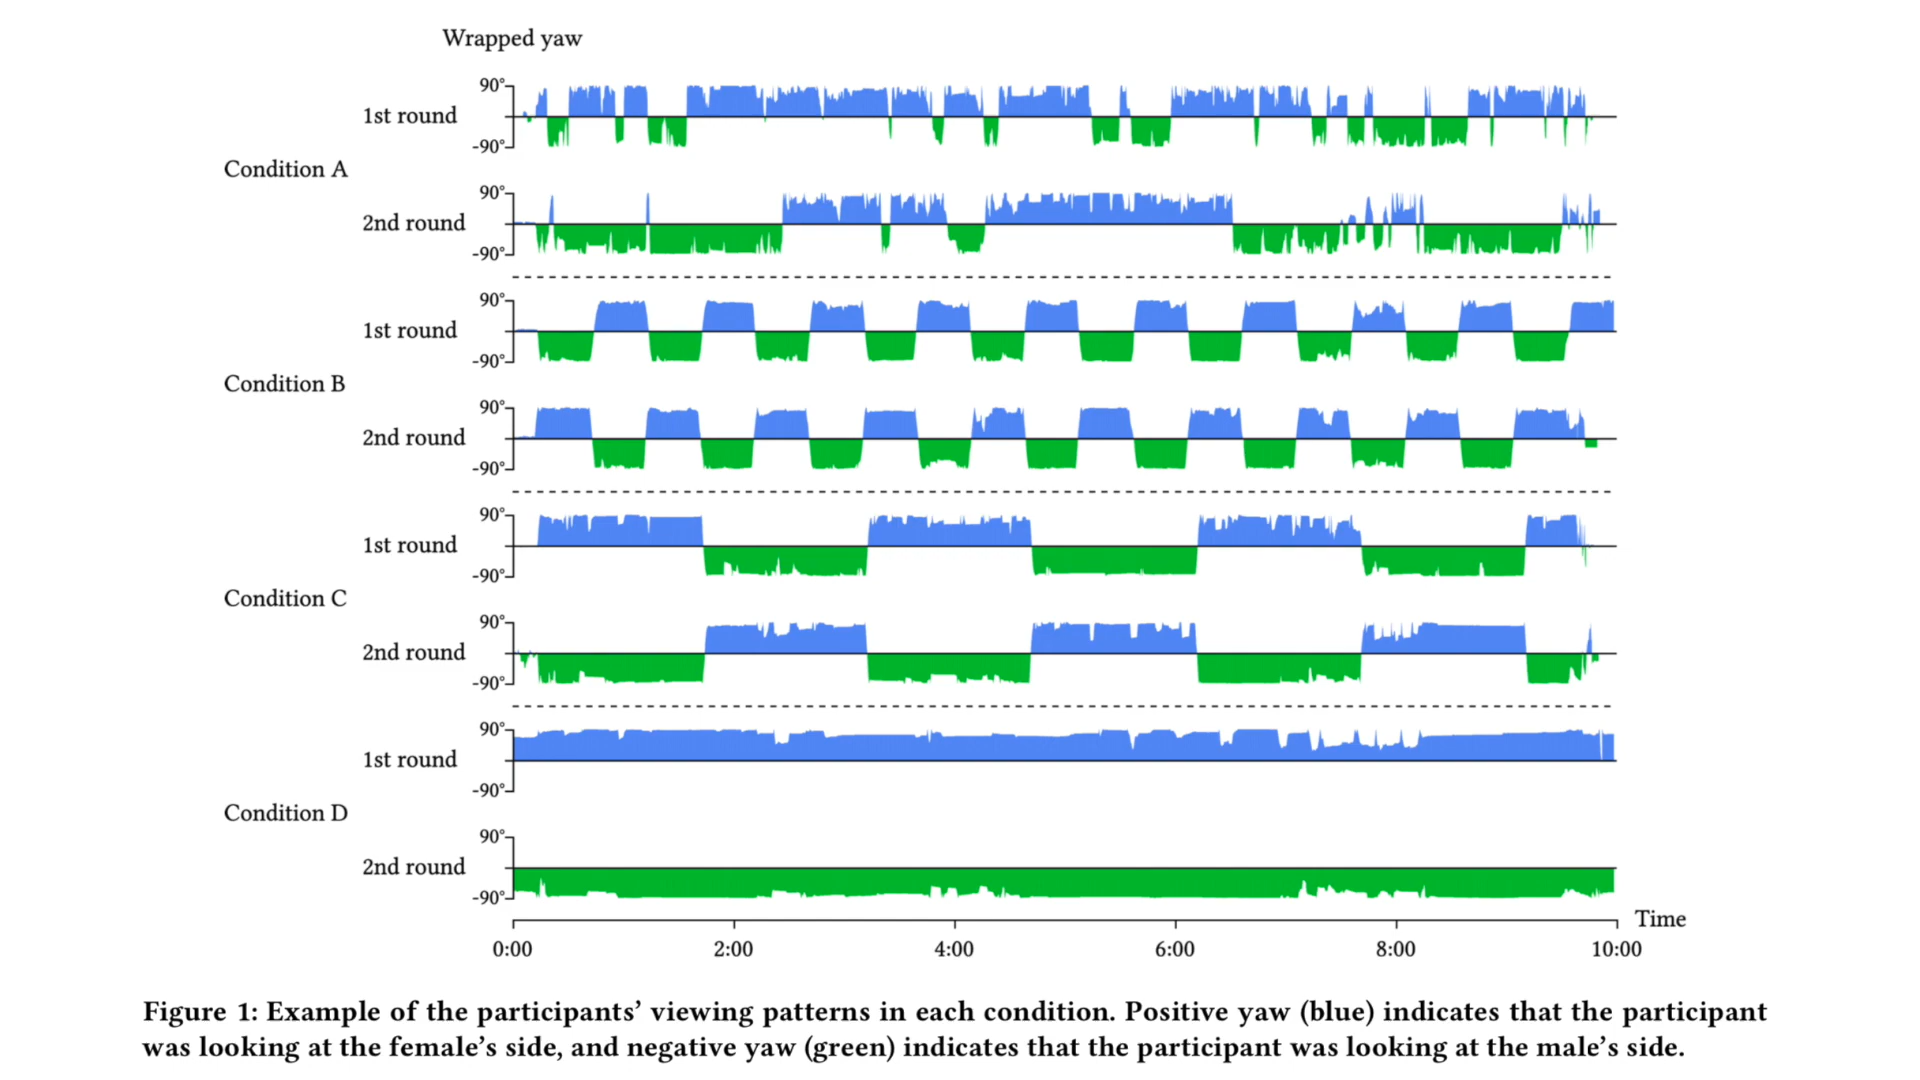 Wrapped yaw
90°
1st round
-90°
Condition A
90°
2nd round
-90°
90°
1st round
-90°
Condition B
90°
2nd round
-90°
90°
1st round
-90°
Condition C
90°
2nd round
-90°
90°
1st round
-90°
Condition D
90°
2nd round
-90°
Time
0:00 2:00 4:00 6:00 8:00 10:00
Figure 1: Example of the participants’ viewing patterns in each condition. Positive yaw (blue) indicates that the participant
was looking at the female’s side, and negative yaw (green) indicates that the participant was looking at the male’s side.